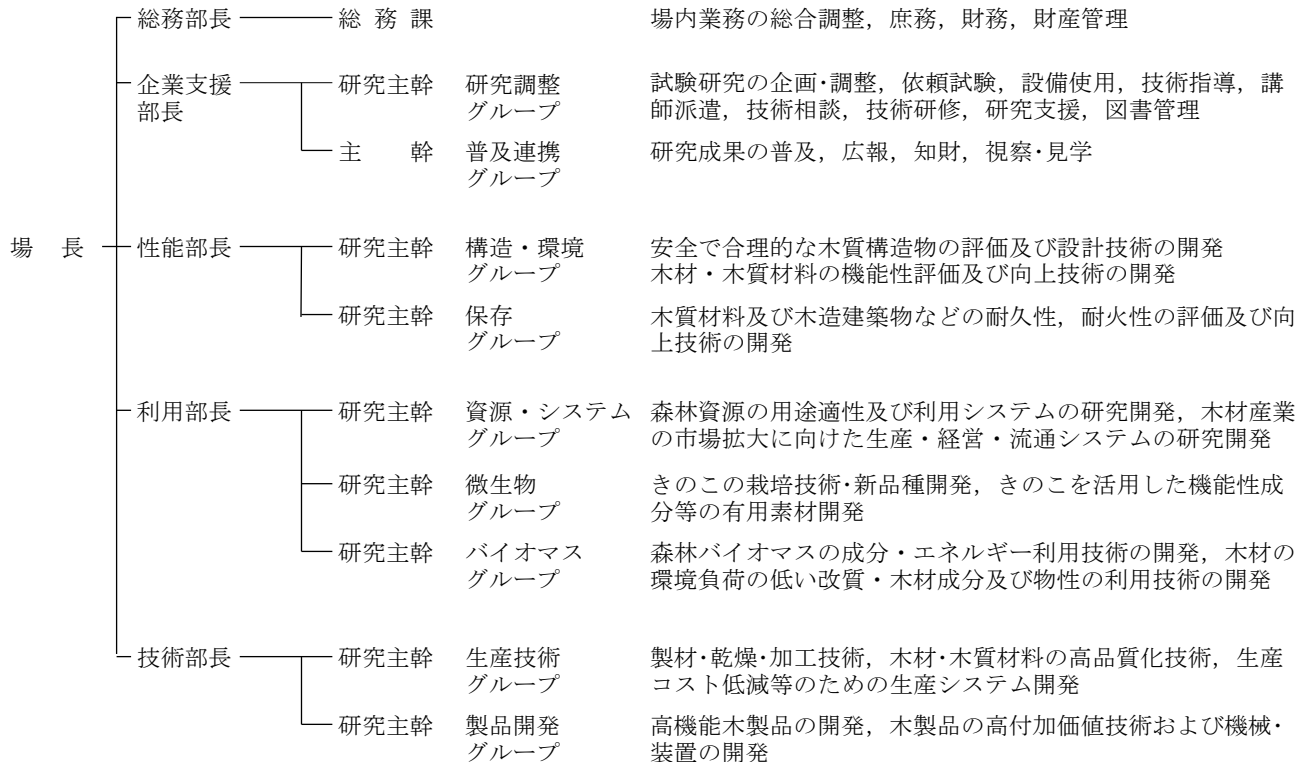 総務部長 総務課 場内業務の総合調整，庶務，財務，財産管理
企業支援 研究主幹 研究調整 試験研究の企画・調整，依頼試験，設備使用，技術指導，講
部長 グループ 師派遣，技術相談，技術研修，研究支援，図書管理
主幹 普及連携 研究成果の普及，広報，知財，視察・見学
グループ
場長 性能部長 研究主幹 構造・環境 安全で合理的な木質構造物の評価及び設計技術の開発
グループ 木材・木質材料の機能性評価及び向上技術の開発
研究主幹 保存 木質材料及び木造建築物などの耐久性，耐火性の評価及び向
グループ 上技術の開発
利用部長 研究主幹 資源・システム 森林資源の用途適性及び利用システムの研究開発，木材産業
グループ の市場拡大に向けた生産・経営・流通システムの研究開発
研究主幹 微生物 きのこの栽培技術・新品種開発，きのこを活用した機能性成
グループ 分等の有用素材開発
研究主幹 バイオマス 森林バイオマスの成分・エネルギー利用技術の開発，木材の
グループ 環境負荷の低い改質・木材成分及び物性の利用技術の開発
技術部長 研究主幹 生産技術 製材・乾燥・加工技術，木材・木質材料の高品質化技術，生産
グループ コスト低減等のための生産システム開発
研究主幹 製品開発 高機能木製品の開発，木製品の高付加価値技術および機械・
グループ 装置の開発